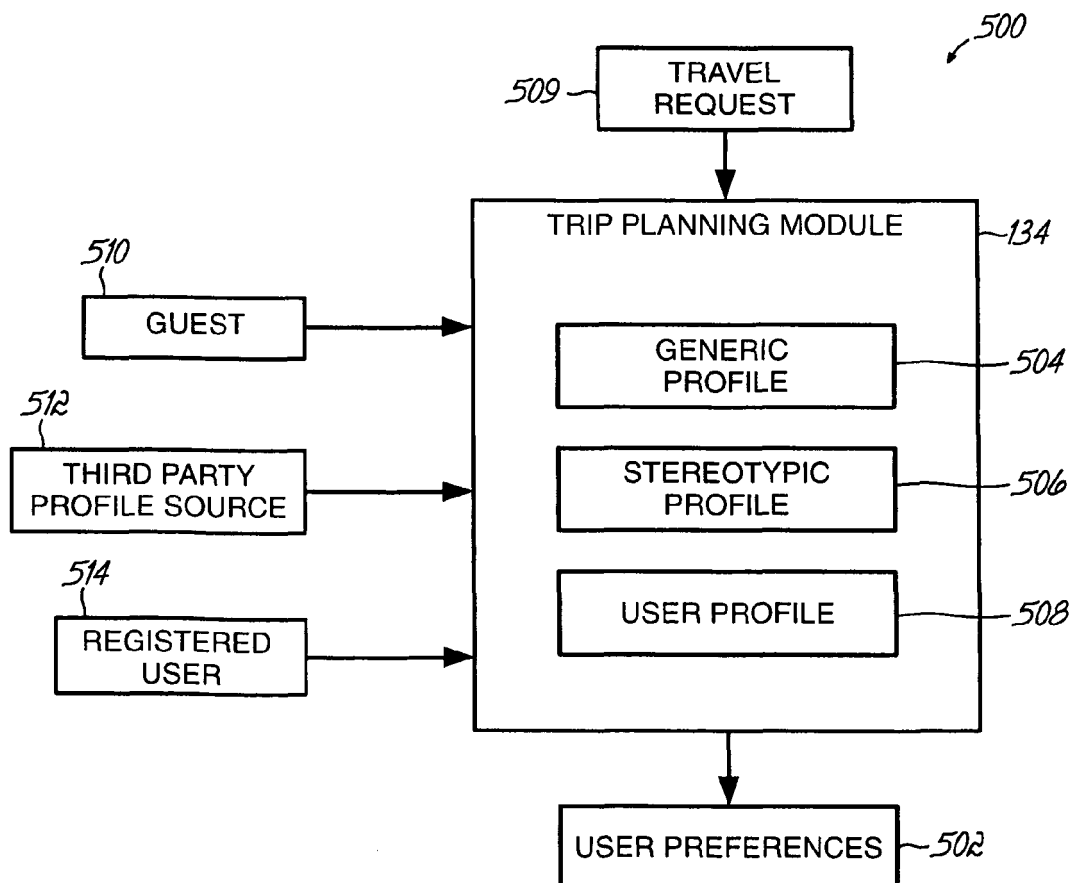 500
509
TRAVEL
REQUEST
TRIP PLANNING MODULE
134
510
GUEST
GENERIC
PROFILE
504
512
THIRD PARTY
PROFILE SOURCE
STEREOTYPIC
PROFILE
506
514
REGISTERED
USER
USER PROFILE
508
USER PREFERENCES
502